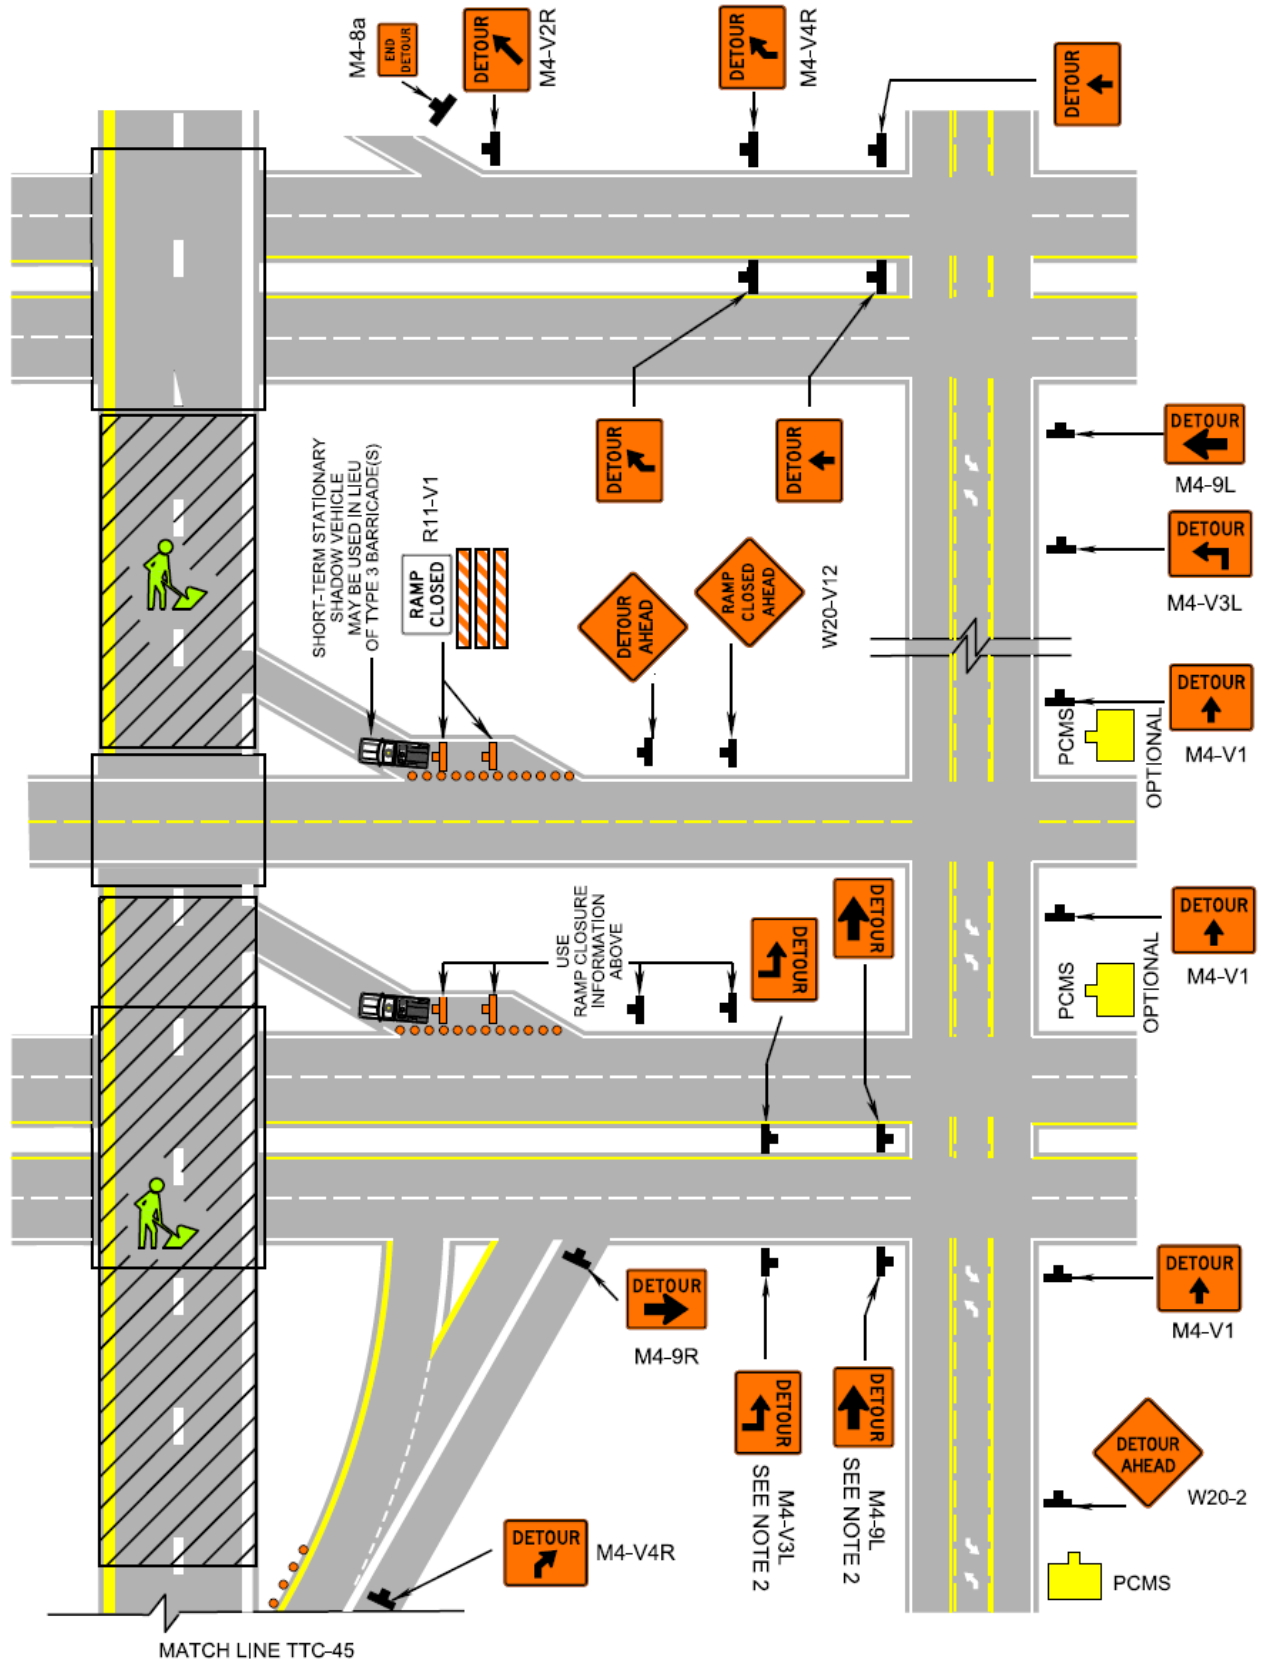 M4-8a
END
DETOUR
DETOUR
M4-V2R
DETOUR
M4-V4R
DETOUR
DETOUR
DETOUR
DETOUR
M4-9L
DETOUR
M4-V3L
SHORT-TERM STATIONARY
SHADOW VEHICLE
MAY BE USED IN LIEU
OF TYPE 3 BARRICADE(S)
R11-V1
RAMP
CLOSED
DETOUR
AHEAD
RAMP
CLOSED
AHEAD
W20-V12
DETOUR
M4-V1
PCMS
OPTIONAL
USE
RAMP CLOSURE
INFORMATION
ABOVE
DETOUR
DETOUR
DETOUR
M4-V1
PCMS
OPTIONAL
DETOUR
M4-9R
DETOUR
M4-V1
DETOUR
M4-V3L
SEE NOTE 2
DETOUR
M4-9L
SEE NOTE 2
DETOUR
AHEAD
W20-2
DETOUR
M4-V4R
PCMS
MATCH LINE TTC-45